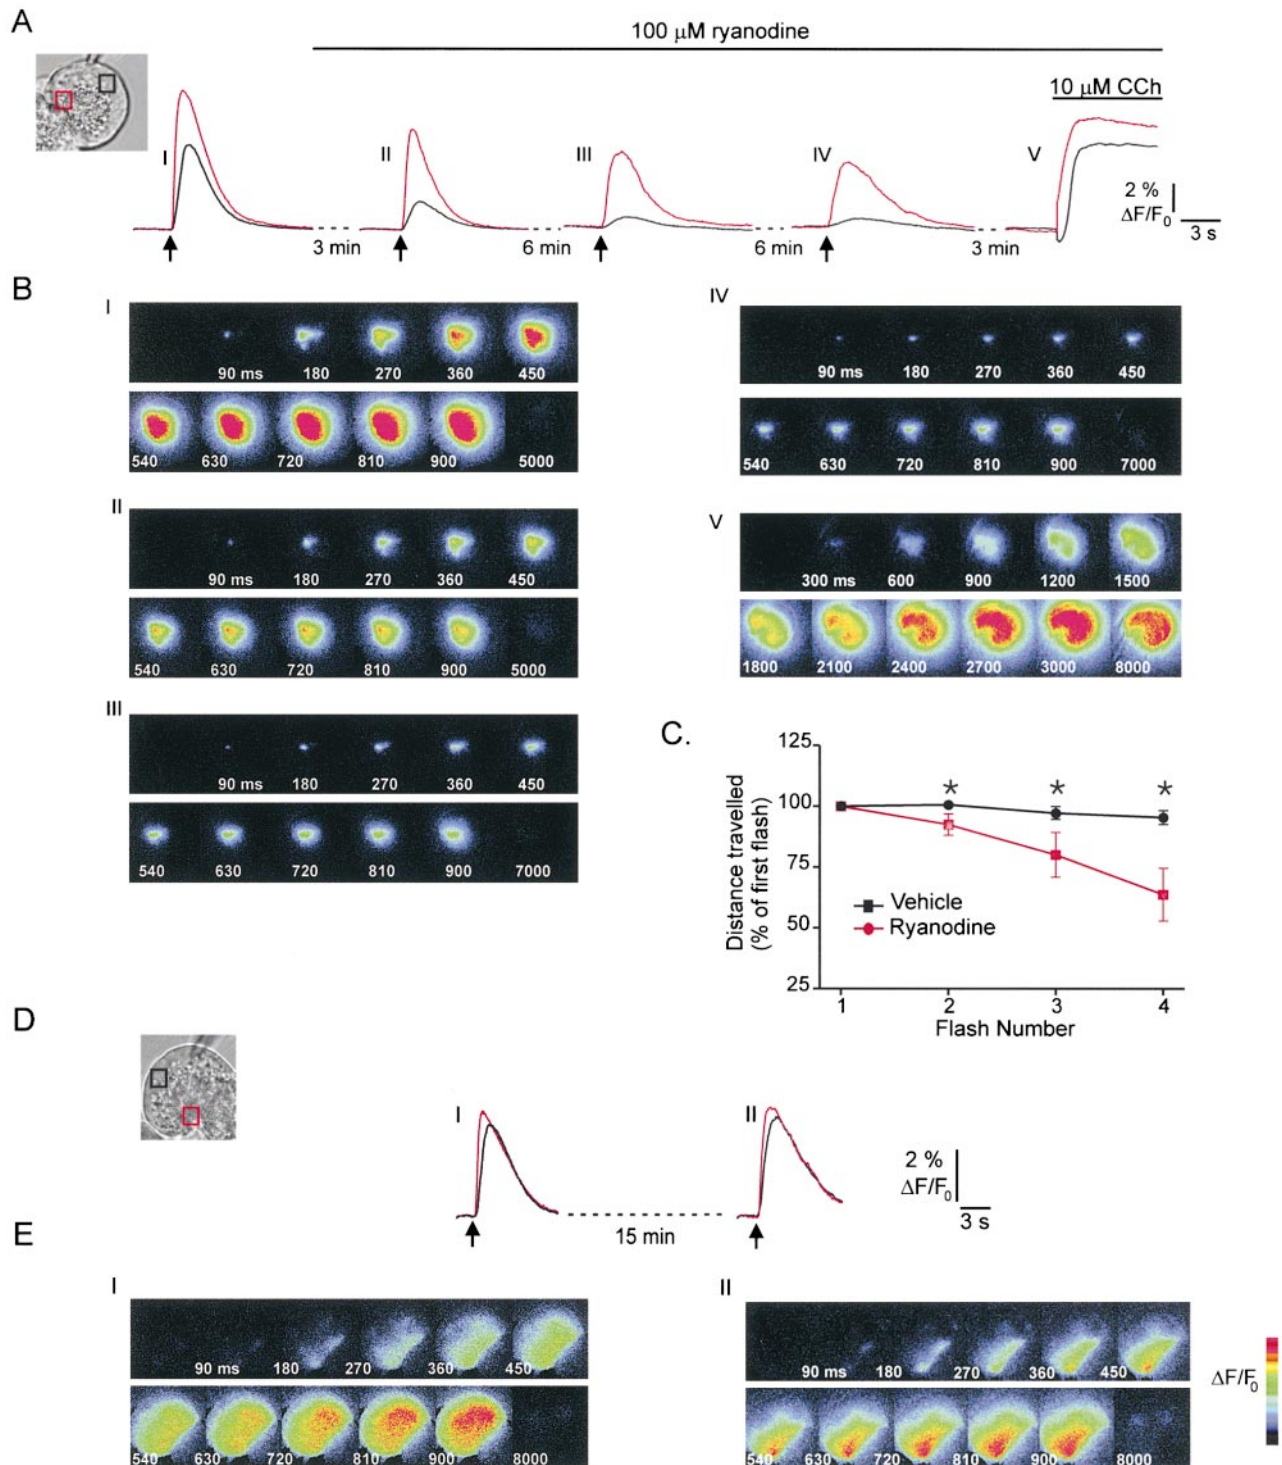 A
100 μM ryanodine
10 μM CCh
I
II
III
IV
V
2 %
ΔF/F0
3 s
3 min
6 min
6 min
3 min
B
I
90 ms 180 270 360 450
540 630 720 810 900 5000
II
90 ms 180 270 360 450
540 630 720 810 900 5000
III
90 ms 180 270 360 450
540 630 720 810 900 7000
IV
90 ms 180 270 360 450
540 630 720 810 900 7000
V
300 ms 600 900 1200 1500
1800 2100 2400 2700 3000 8000
C.
Distance travelled
(% of first flash)
125
100
75
50
25
* * *
Vehicle
Ryanodine
1 2 3 4
Flash Number
D
I
II
15 min
2 %
ΔF/F0
3 s
E
I
90 ms 180 270 360 450
540 630 720 810 900 8000
II
90 ms 180 270 360 450
540 630 720 810 900 8000
ΔF/F0